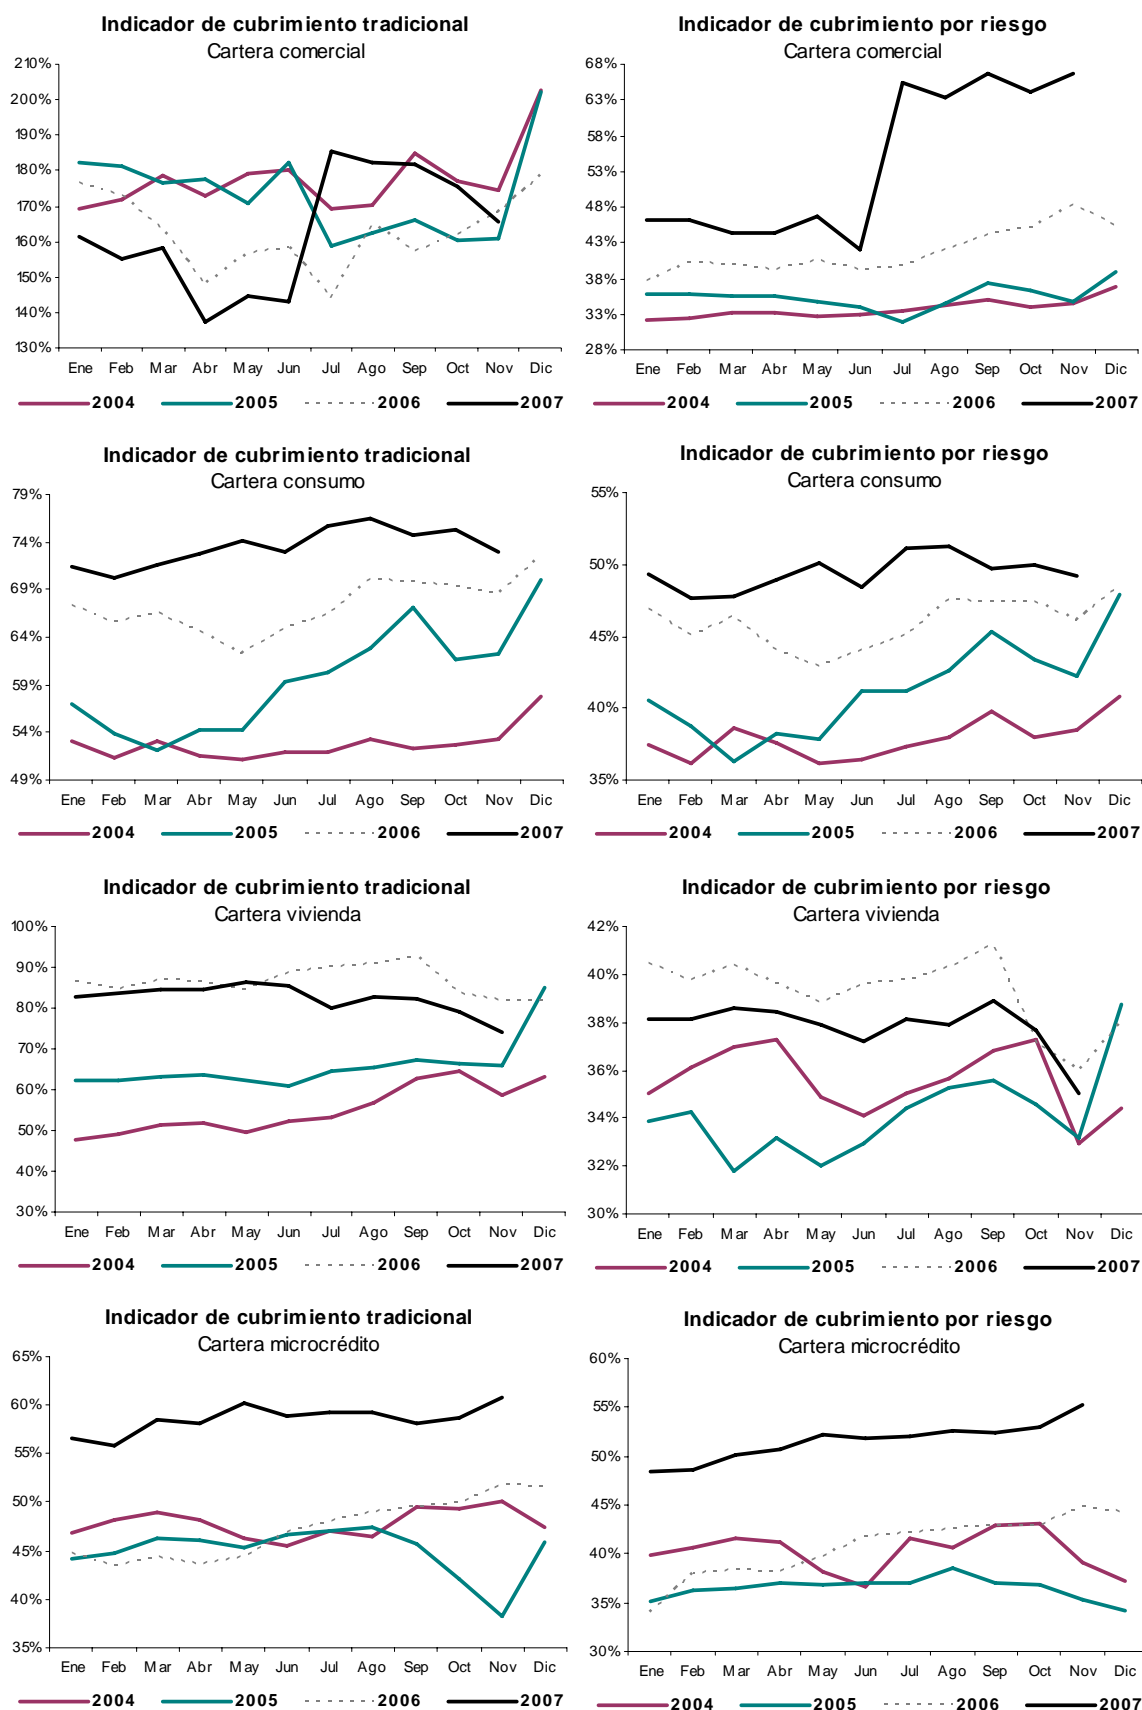 Indicador de cubrimiento tradicional
Cartera comercial
210%
200%
190%
180%
170%
160%
150%
140%
130%
Ene Feb Mar Abr May Jun Jul Ago Sep Oct Nov Dic
2004 2005 2006 2007
Indicador de cubrimiento por riesgo
Cartera comercial
68%
63%
58%
53%
48%
43%
38%
33%
28%
Ene Feb Mar Abr May Jun Jul Ago Sep Oct Nov Dic
2004 2005 2006 2007
Indicador de cubrimiento tradicional
Cartera consumo
79%
74%
69%
64%
59%
54%
49%
Ene Feb Mar Abr May Jun Jul Ago Sep Oct Nov Dic
2004 2005 2006 2007
Indicador de cubrimiento por riesgo
Cartera consumo
55%
50%
45%
40%
35%
Ene Feb Mar Abr May Jun Jul Ago Sep Oct Nov Dic
2004 2005 2006 2007
Indicador de cubrimiento tradicional
Cartera vivienda
100%
90%
80%
70%
60%
50%
40%
30%
Ene Feb Mar Abr May Jun Jul Ago Sep Oct Nov Dic
2004 2005 2006 2007
Indicador de cubrimiento por riesgo
Cartera vivienda
42%
40%
38%
36%
34%
32%
30%
Ene Feb Mar Abr May Jun Jul Ago Sep Oct Nov Dic
2004 2005 2006 2007
Indicador de cubrimiento tradicional
Cartera microcrédito
65%
60%
55%
50%
45%
40%
35%
Ene Feb Mar Abr May Jun Jul Ago Sep Oct Nov Dic
2004 2005 2006 2007
Indicador de cubrimiento por riesgo
Cartera microcrédito
60%
55%
50%
45%
40%
35%
30%
Ene Feb Mar Abr May Jun Jul Ago Sep Oct Nov Dic
2004 2005 2006 2007